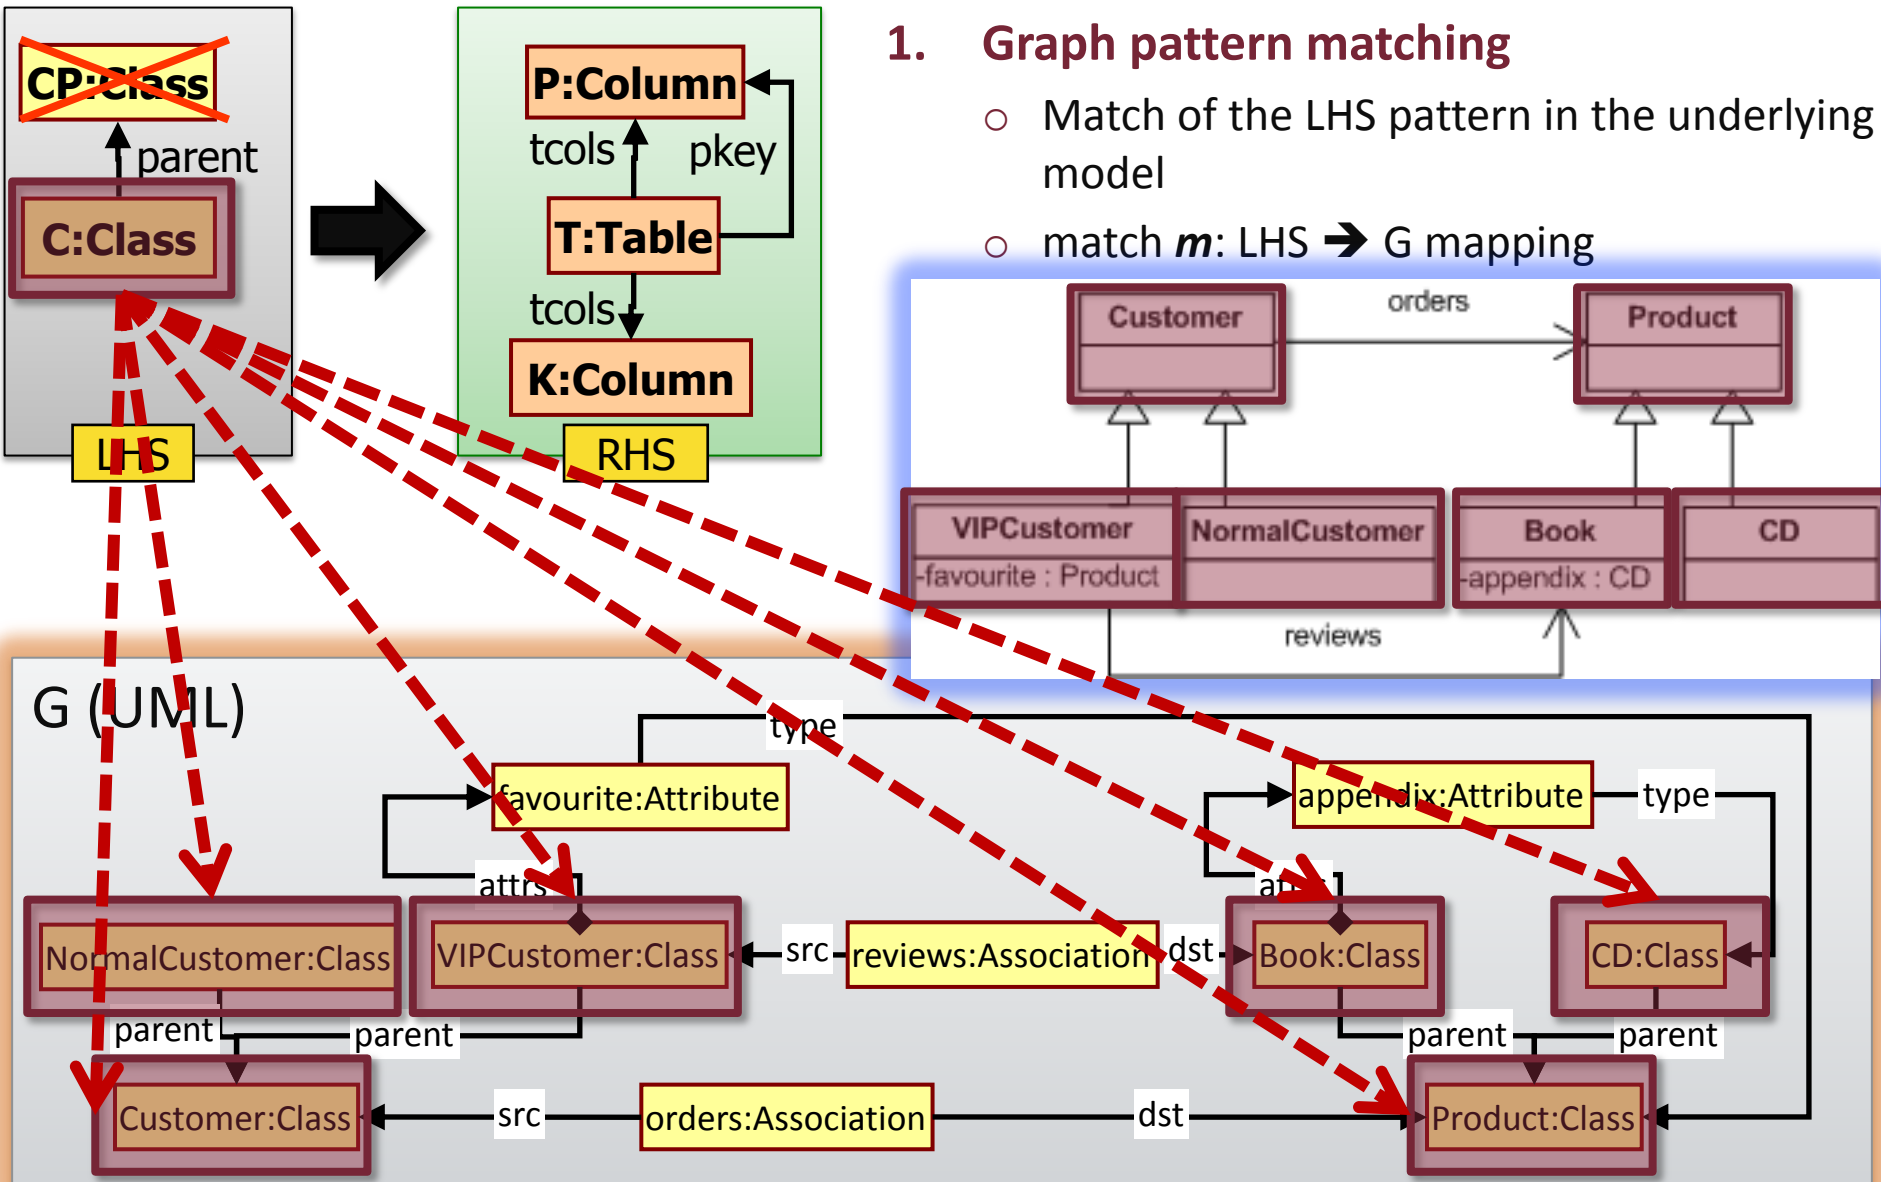 1. Graph pattern matching
o Match of the LHS pattern in the underlying
model
o match m: LHS ➔ G mapping
CP:Class
parent
C:Class
LHS
P:Column
tcols
pkey
T:Table
tcols
K:Column
RHS
Customer
orders
Product
VIPCustomer
-favourite : Product
NormalCustomer
Book
-appendix : CD
CD
reviews
G (UML)
type
favourite:Attribute
appendix:Attribute
type
attrs
attrs
NormalCustomer:Class
VIPCustomer:Class
src
reviews:Association
dst
Book:Class
CD:Class
parent
parent
parent
parent
Customer:Class
src
orders:Association
dst
Product:Class